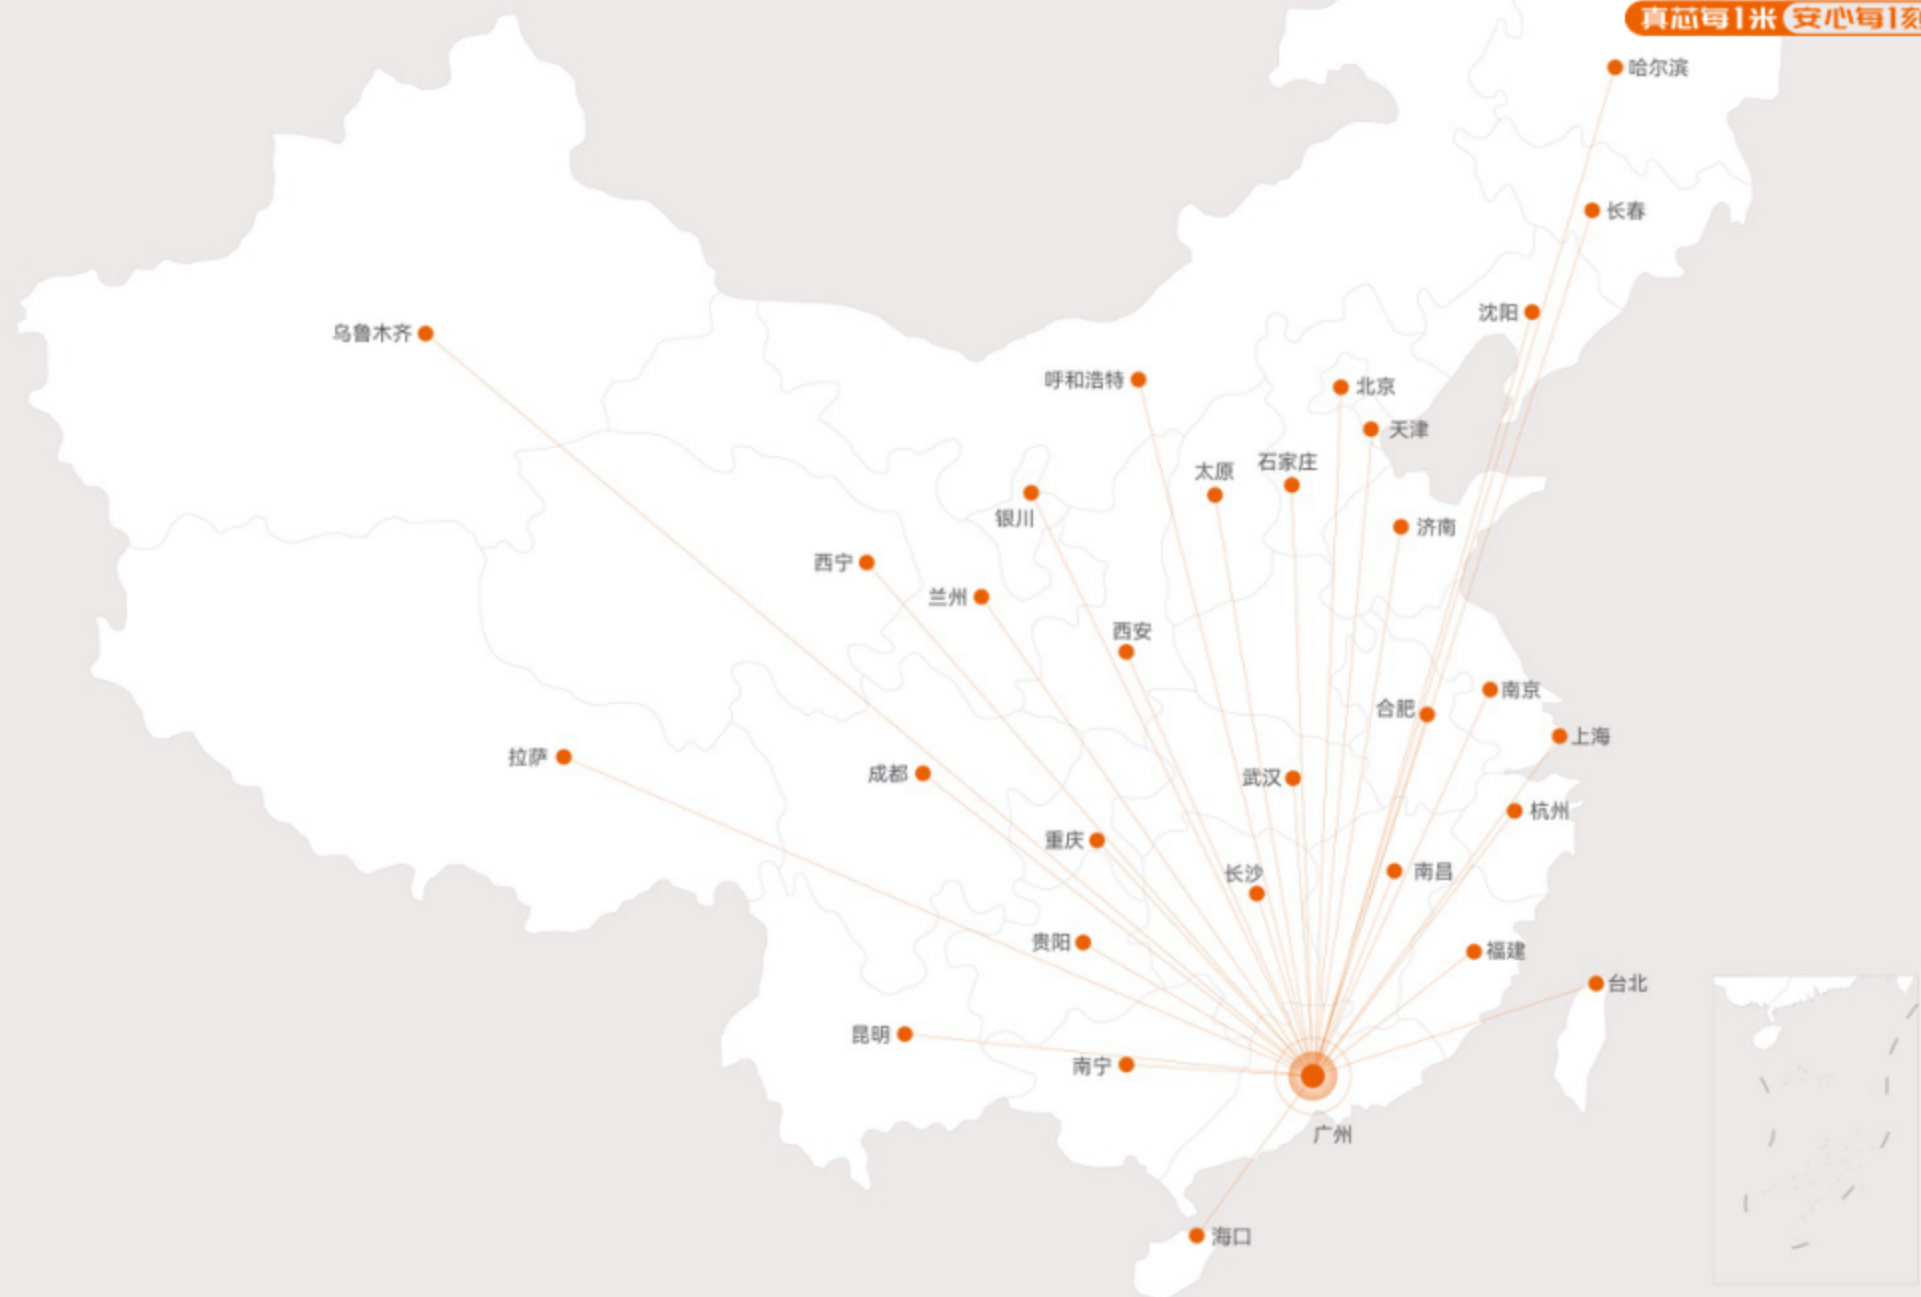 真芯每1米 安心每1刻
哈尔滨
长春
沈阳
乌鲁木齐
呼和浩特
北京
天津
石家庄
太原
银川
济南
西宁
兰州
西安
南京
合肥
上海
拉萨
成都
武汉
杭州
重庆
长沙
南昌
贵阳
福建
台北
昆明
南宁
广州
海口